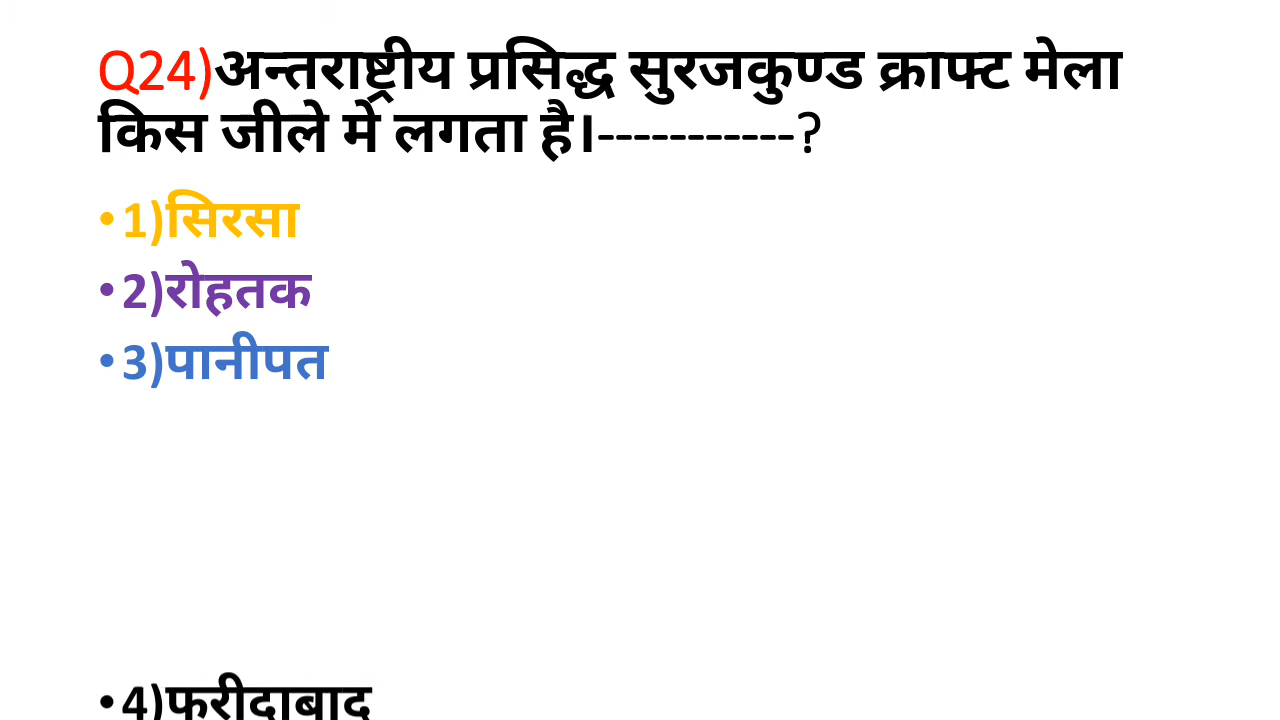 Q24)अन्तराष्ट्रीय प्रसिद्ध सुरजकुण्ड क्राफ्ट मेला
किस जीले मे लगता है।-----------?
•1)सिरसा
•2)रोहतक
•3)पानीपत
•4)फरीदाबाद